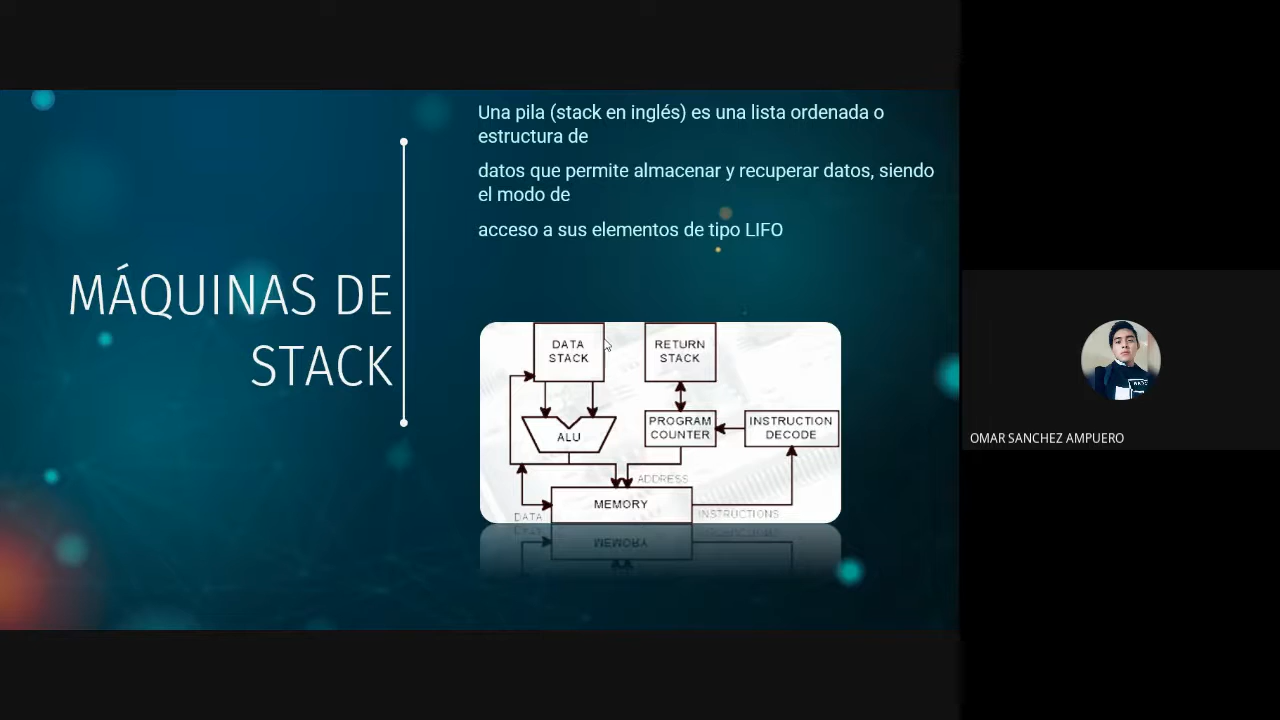 Una pila (stack en inglés) es una lista ordenada o
estructura de
datos que permite almacenar y recuperar datos, siendo
el modo de
acceso a sus elementos de tipo LIFO
MÁQUINAS DE
STACK
DATA
STACK
RETURN
STACK
ALU
PROGRAM
COUNTER
INSTRUCTION
DECODE
ADDRESS
MEMORY
DATA
INSTRUCTIONS
OMAR SANCHEZ AMPUERO